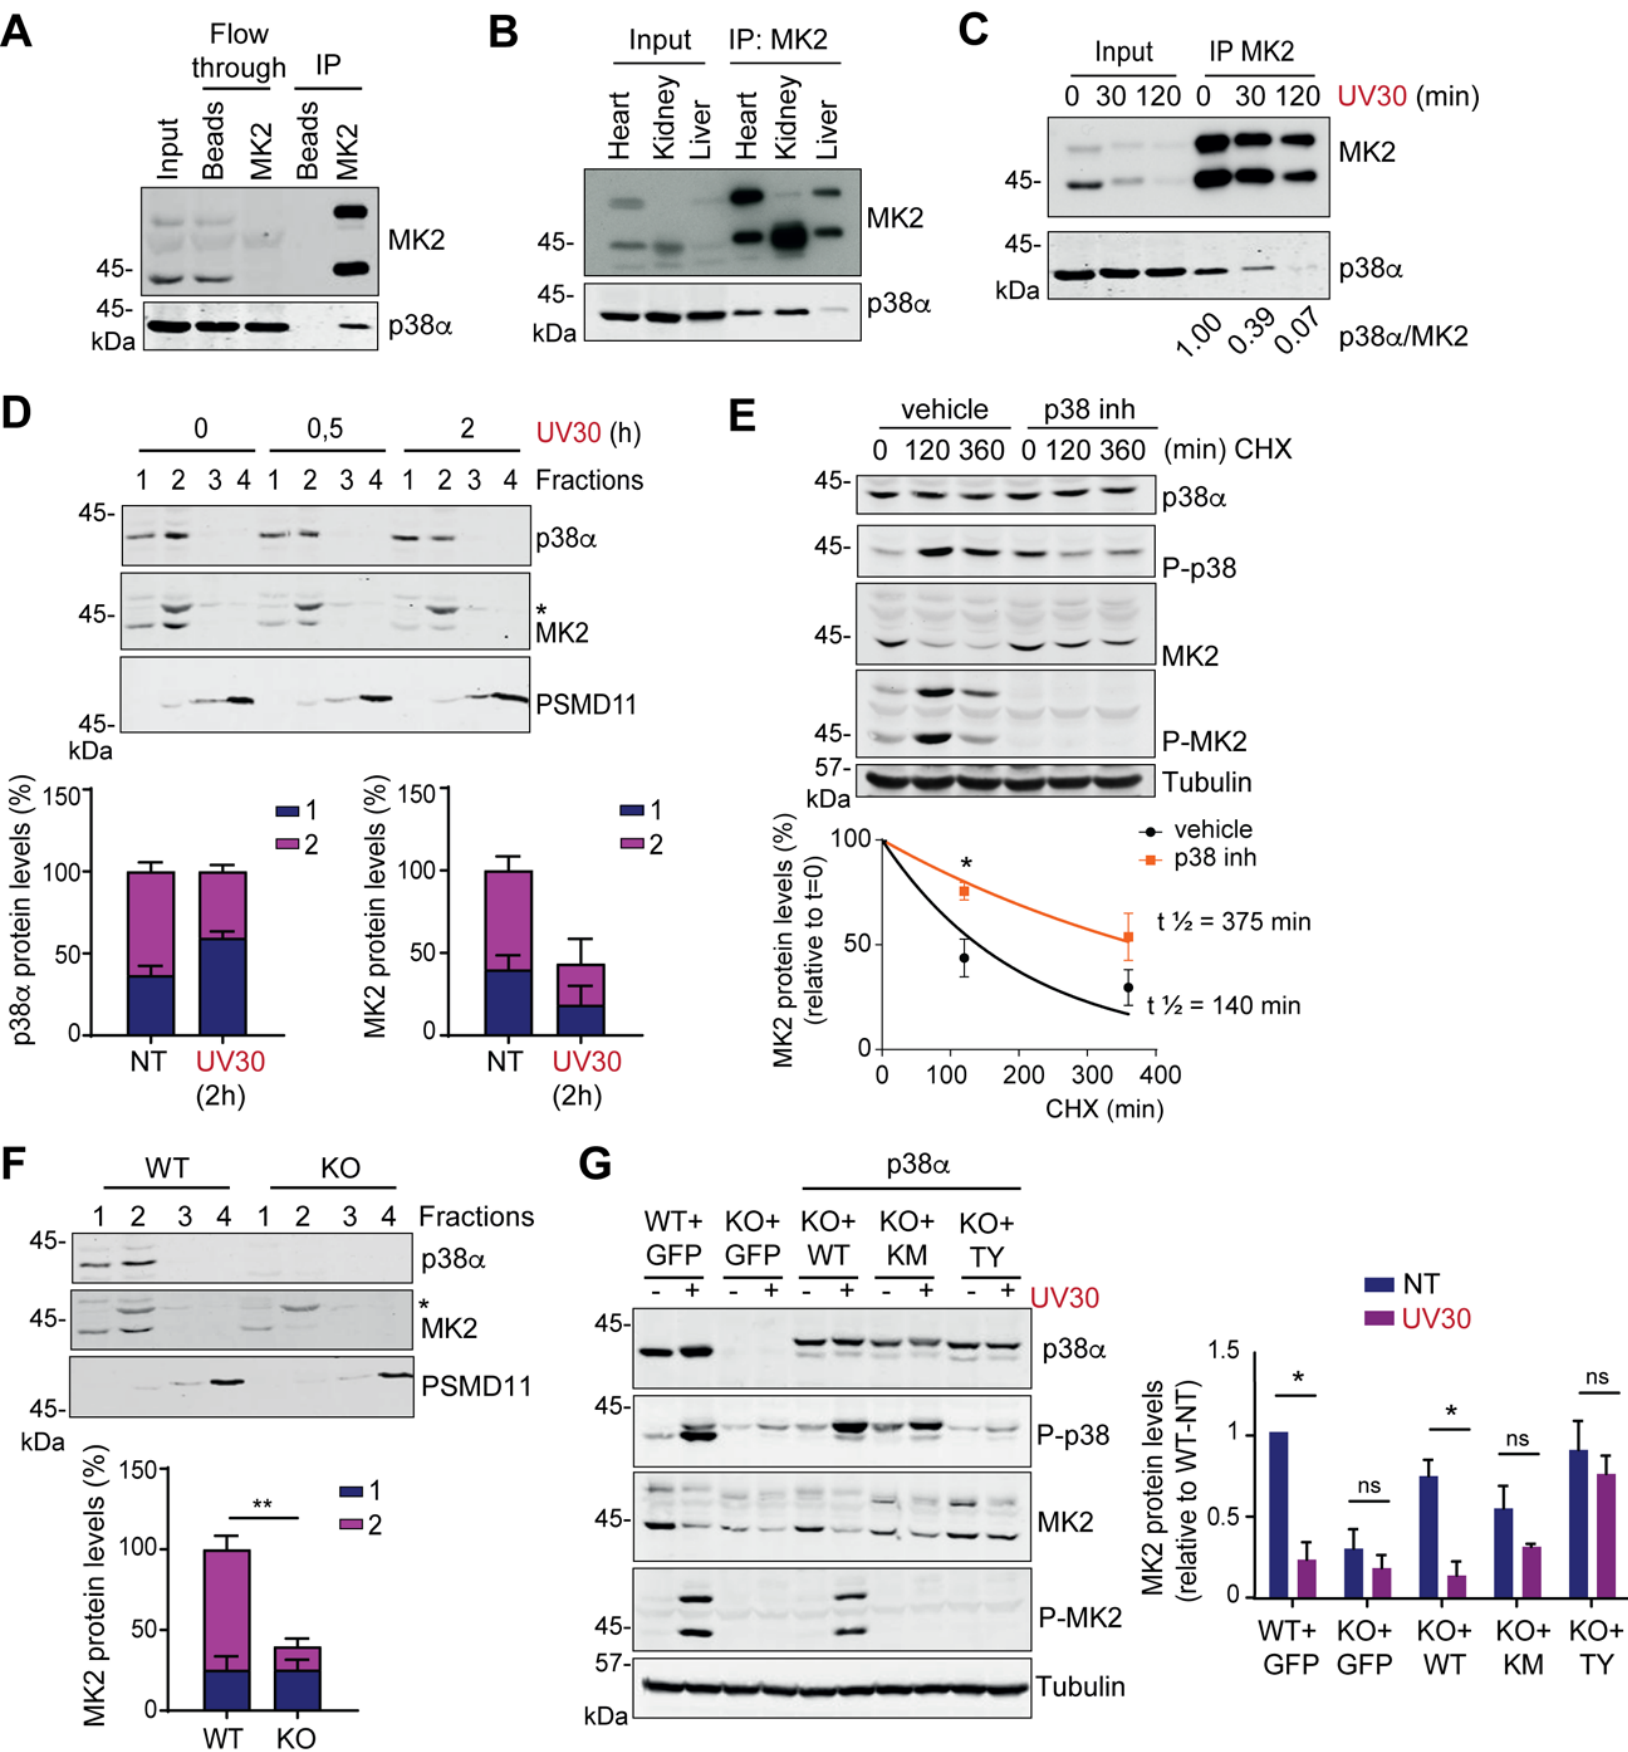 A
Flow
through
IP
Input
Beads
MK2
Beads
MK2
45-
MK2
45-
kDa
p38α
B
Input
IP: MK2
Heart
Kidney
Liver
Heart
Kidney
Liver
45-
MK2
45-
kDa
p38α
C
Input
IP MK2
0 30 120 0 30 120 UV30 (min)
45-
MK2
45-
kDa
p38α
1.00 0.39 0.07 p38α/MK2
D
0 0,5 2 UV30 (h)
1 2 3 4 1 2 3 4 1 2 3 4 Fractions
45-
p38α
45-
*
MK2
45-
PSMD11
kDa
p38α protein levels (%)
150
100
50
0
1
2
NT UV30
(2h)
MK2 protein levels (%)
150
100
50
0
1
2
NT UV30
(2h)
E
vehicle p38 inh
0 120 360 0 120 360 (min) CHX
45-
p38α
45-
P-p38
45-
MK2
45-
P-MK2
57-
Tubulin
kDa
MK2 protein levels (%)
(relative to t=0)
100
50
0
vehicle
p38 inh
*
t ½ = 375 min
t ½ = 140 min
0 100 200 300 400
CHX (min)
F
WT KO
1 2 3 4 1 2 3 4 Fractions
45-
p38α
45-
*
MK2
45-
PSMD11
kDa
MK2 protein levels (%)
150
100
50
0
**
1
2
WT KO
G
p38α
WT+ KO+ KO+ KO+ KO+
GFP GFP WT KM TY
- + - + - + - + - + UV30
45-
p38α
45-
P-p38
45-
MK2
45-
P-MK2
57-
Tubulin
kDa
NT
UV30
MK2 protein levels
(relative to WT-NT)
1.5
1
0.5
0
*
ns
*
ns
ns
WT+ KO+ KO+ KO+ KO+
GFP GFP WT KM TY